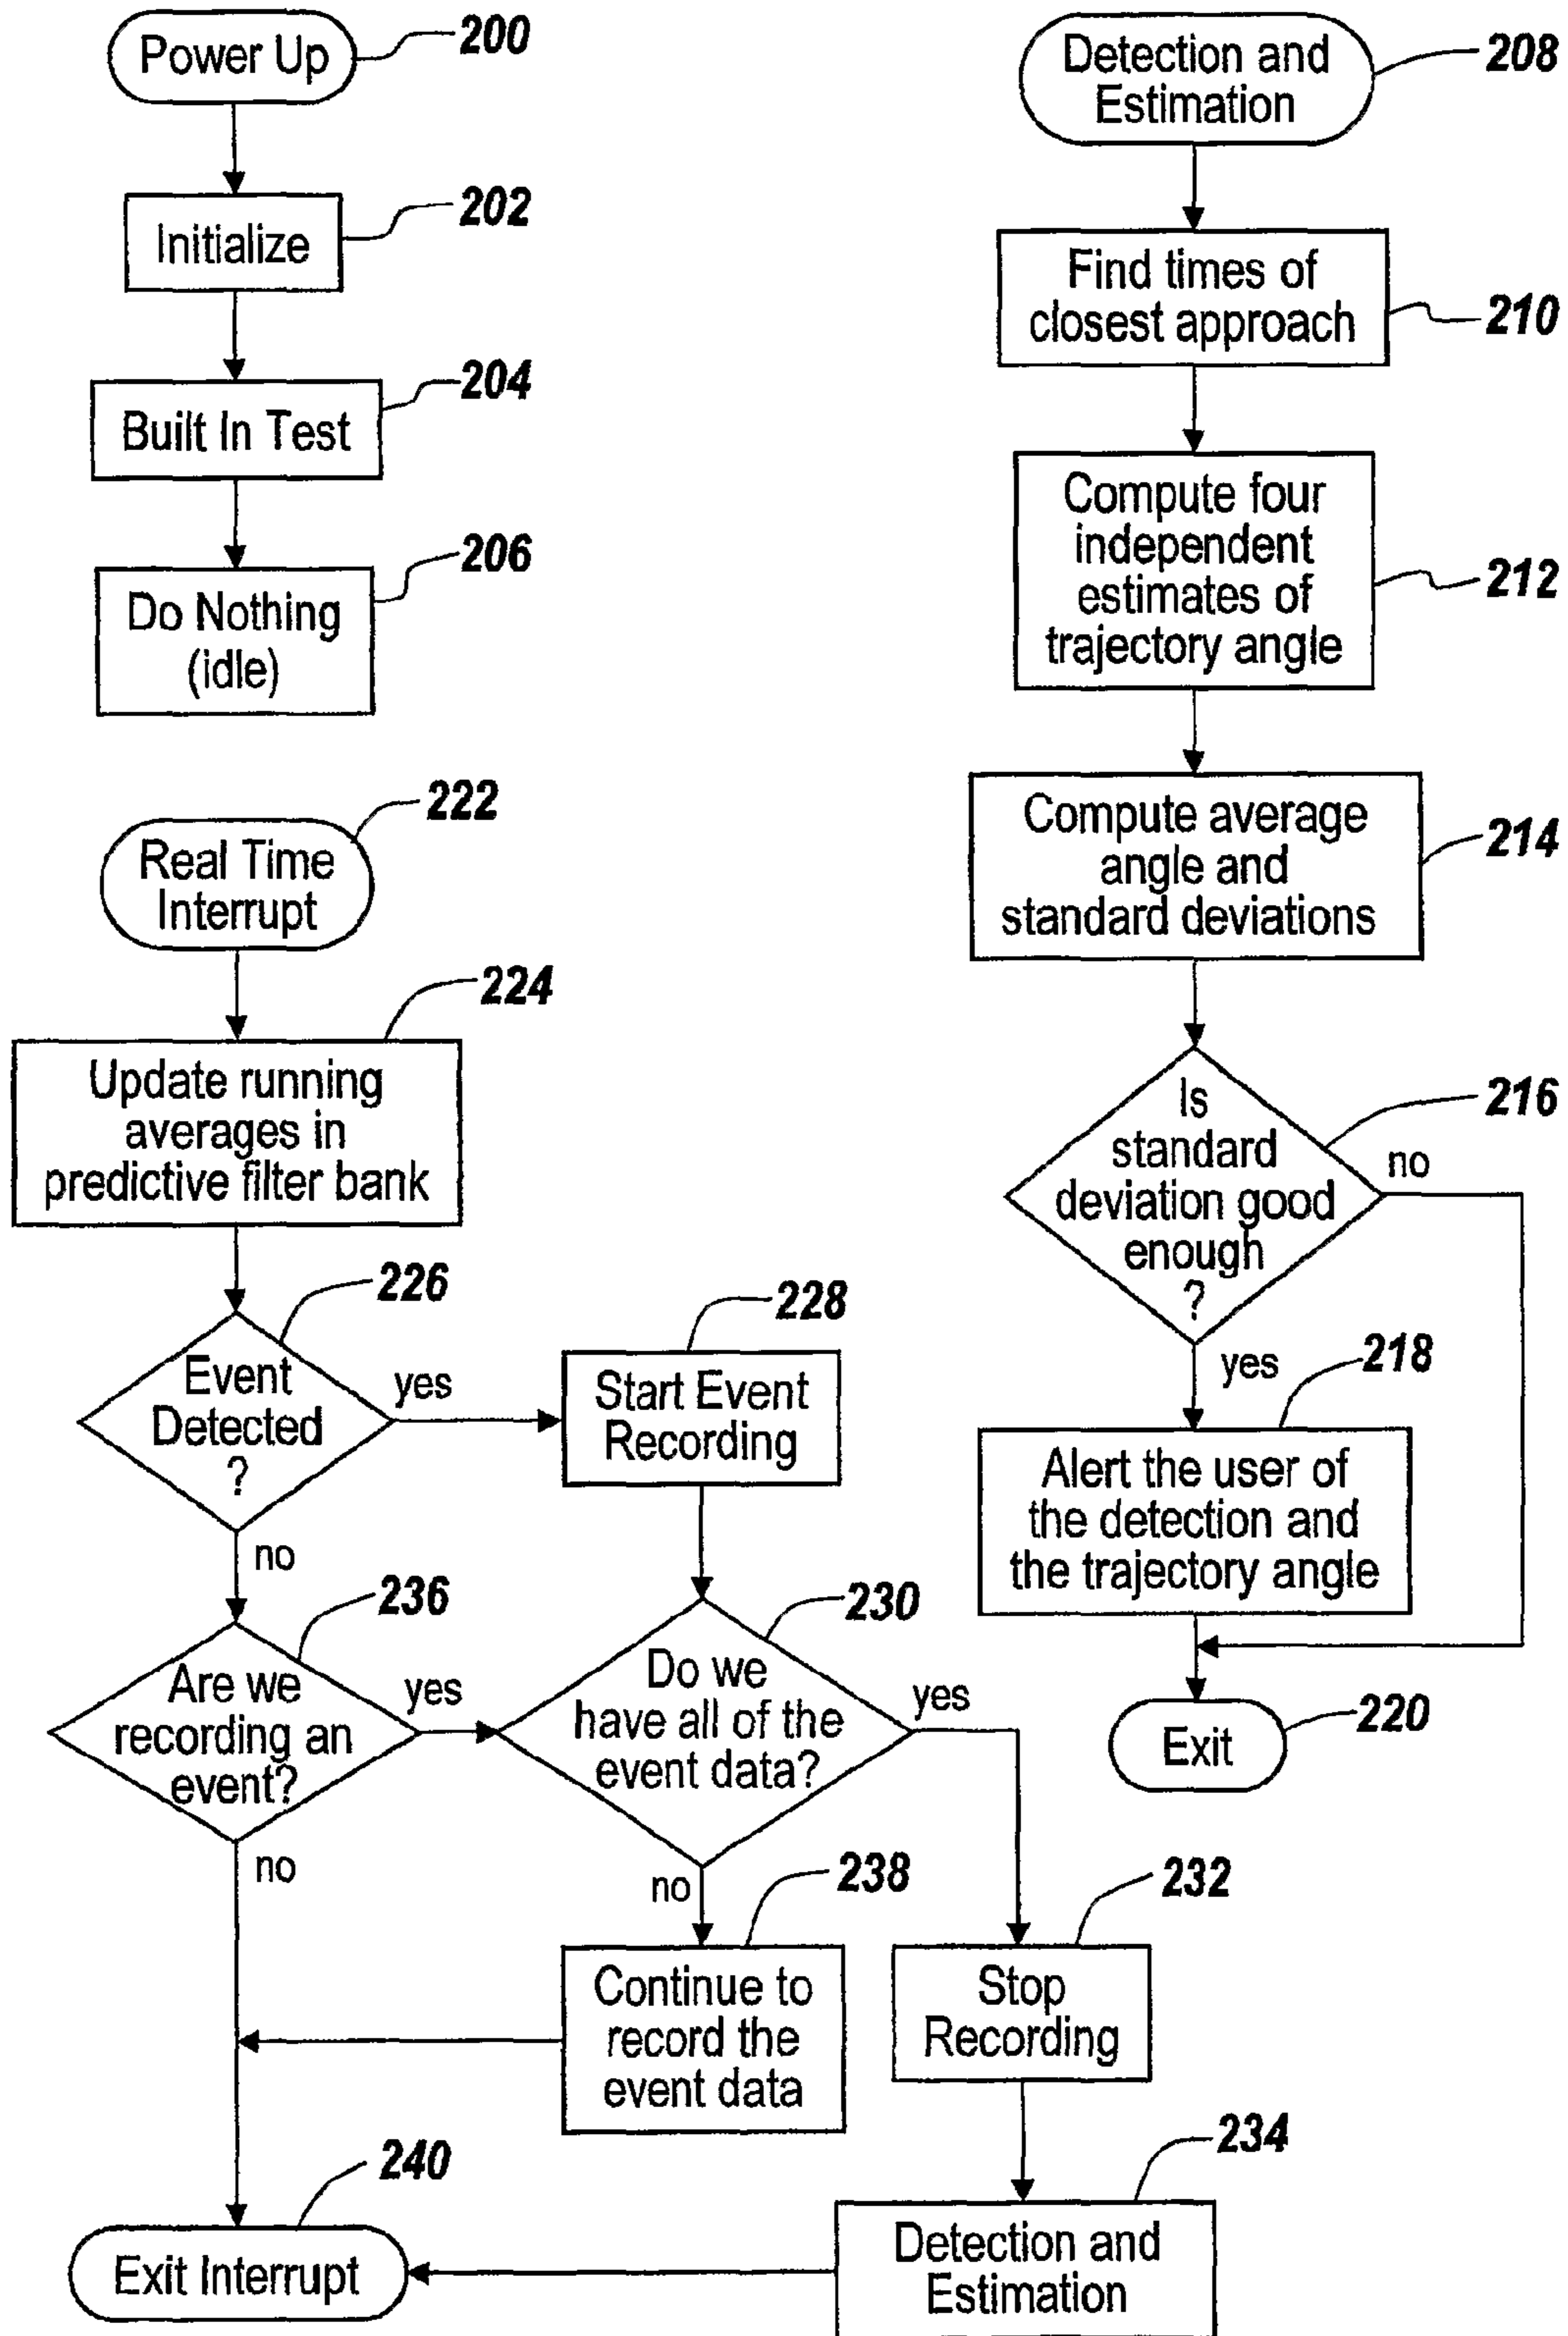 Power Up
200
Initialize
202
Built In Test
204
Do Nothing
(idle)
206
Detection and
Estimation
208
Find times of
closest approach
210
Compute four
independent
estimates of
trajectory angle
212
Compute average
angle and
standard deviations
214
Is
standard
deviation good
enough
?
216
no
yes
218
Alert the user of
the detection and
the trajectory angle
Exit
220
Real Time
Interrupt
222
224
Update running
averages in
predictive filter bank
226
Event
Detected
?
yes
no
228
Start Event
Recording
236
Are we
recording an
event?
yes
no
230
Do we
have all of the
event data?
yes
no
238
Continue to
record the
event data
232
Stop
Recording
234
Detection and
Estimation
240
Exit Interrupt